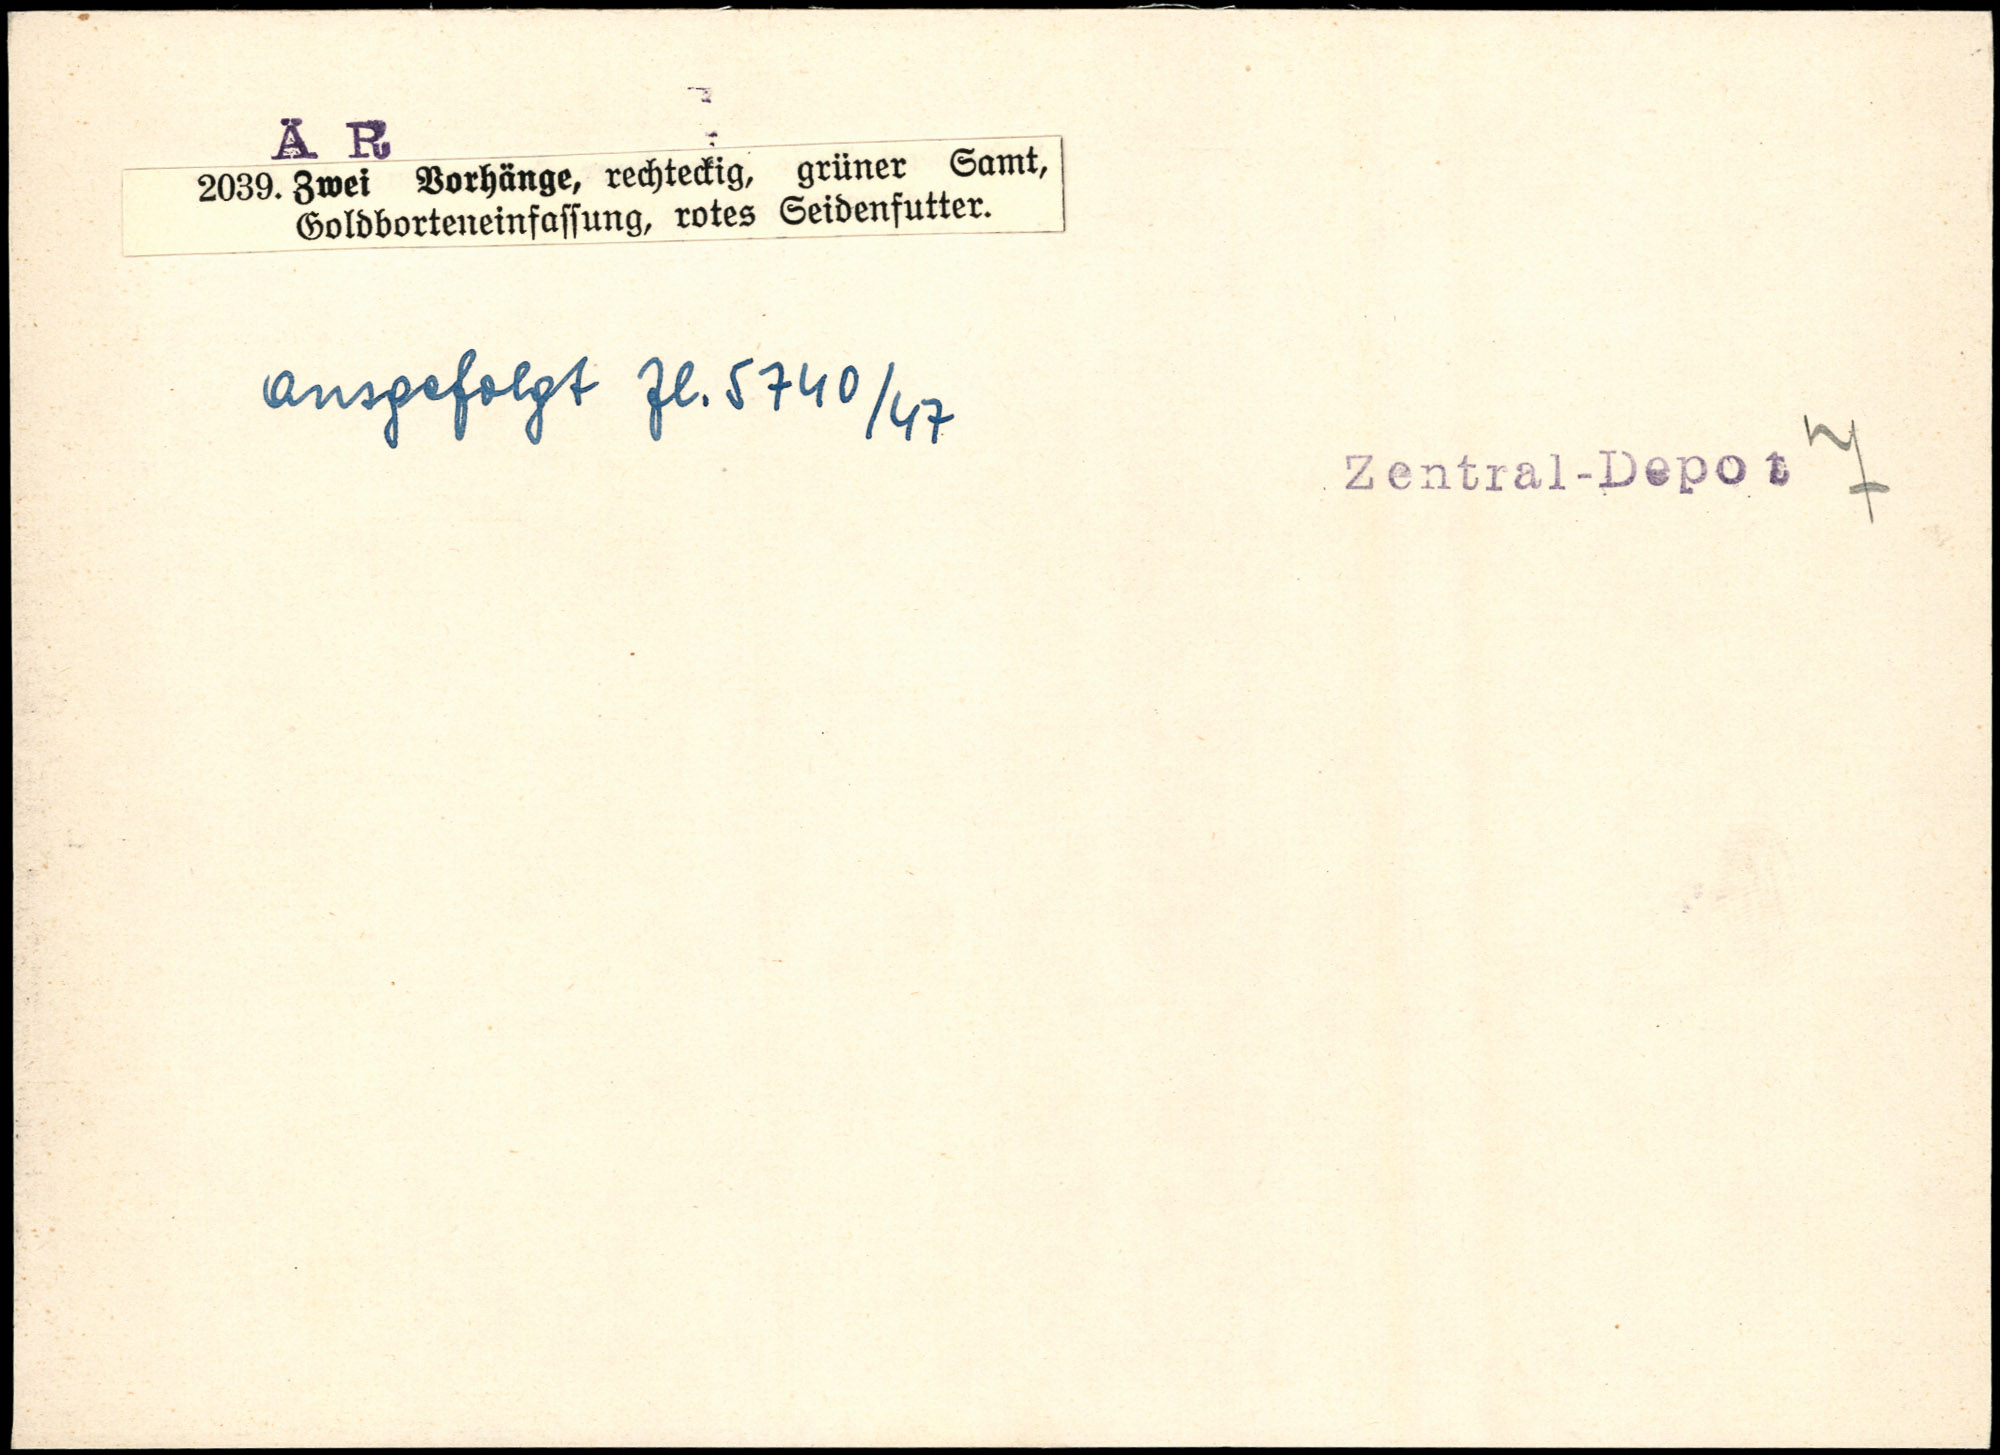 Ä R
2039. Zwei Vorhänge, rechteckig, grüner Samt,
Goldborteneinfassung, rotes Seidenfutter.
ausgefolgt Zl. 5740/47
Zentral-Depot